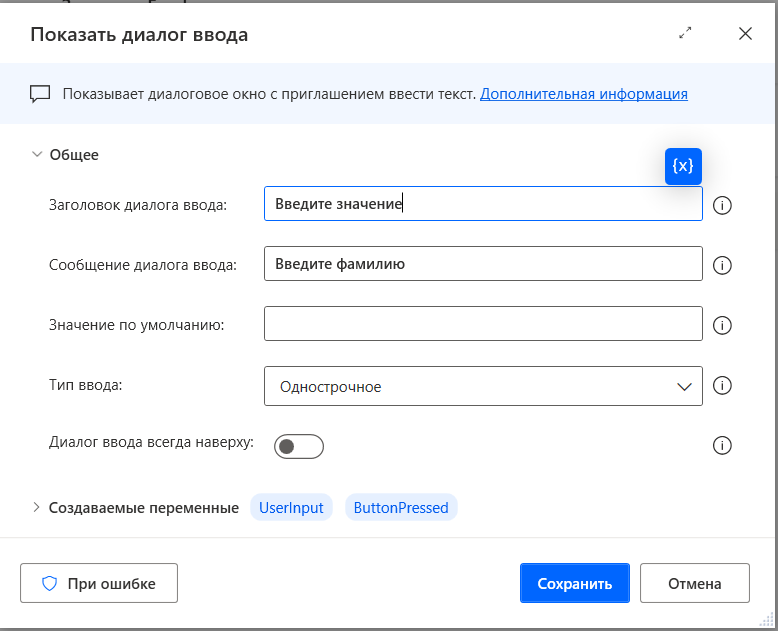 Показать диалог ввода
Показывает диалоговое окно с приглашением ввести текст. Дополнительная информация
Общее
{x}
Заголовок диалога ввода: Введите значение
Сообщение диалога ввода: Введите фамилию
Значение по умолчанию:
Тип ввода: Однострочное
Диалог ввода всегда наверху:
Создаваемые переменные UserInput ButtonPressed
При ошибке Сохранить Отмена